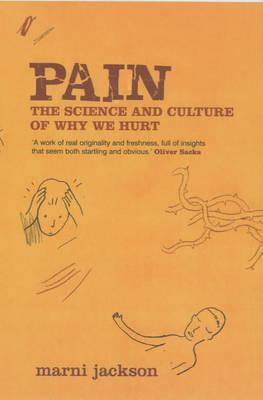 PAIN
THE SCIENCE AND CULTURE
OF WHY WE HURT
'A work of real originality and freshness, full of insights
that seem both startling and obvious.' Oliver Sacks
marni jackson